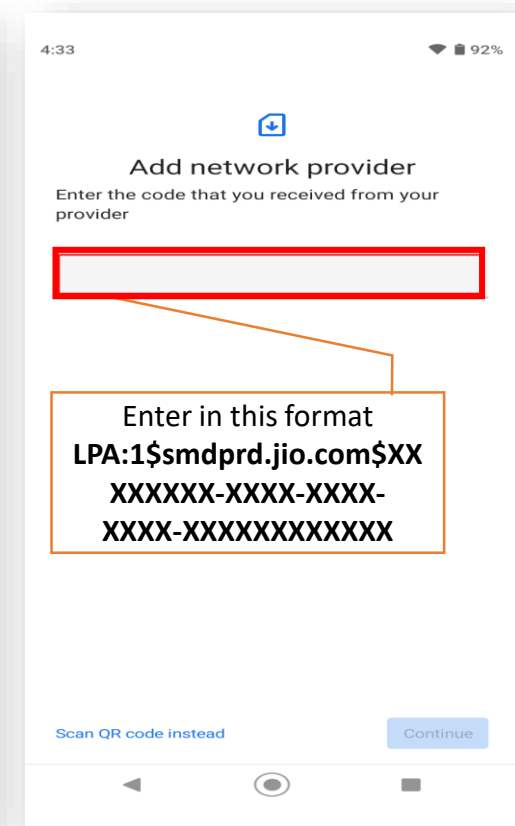 4:33
92%
Add network provider
Enter the code that you received from your
provider
Enter in this format
LPA:1$smdprd.jio.com$XX
XXXXXX-XXXX-XXXX-
XXXX-XXXXXXXXXXXX
Scan QR code instead
Continue